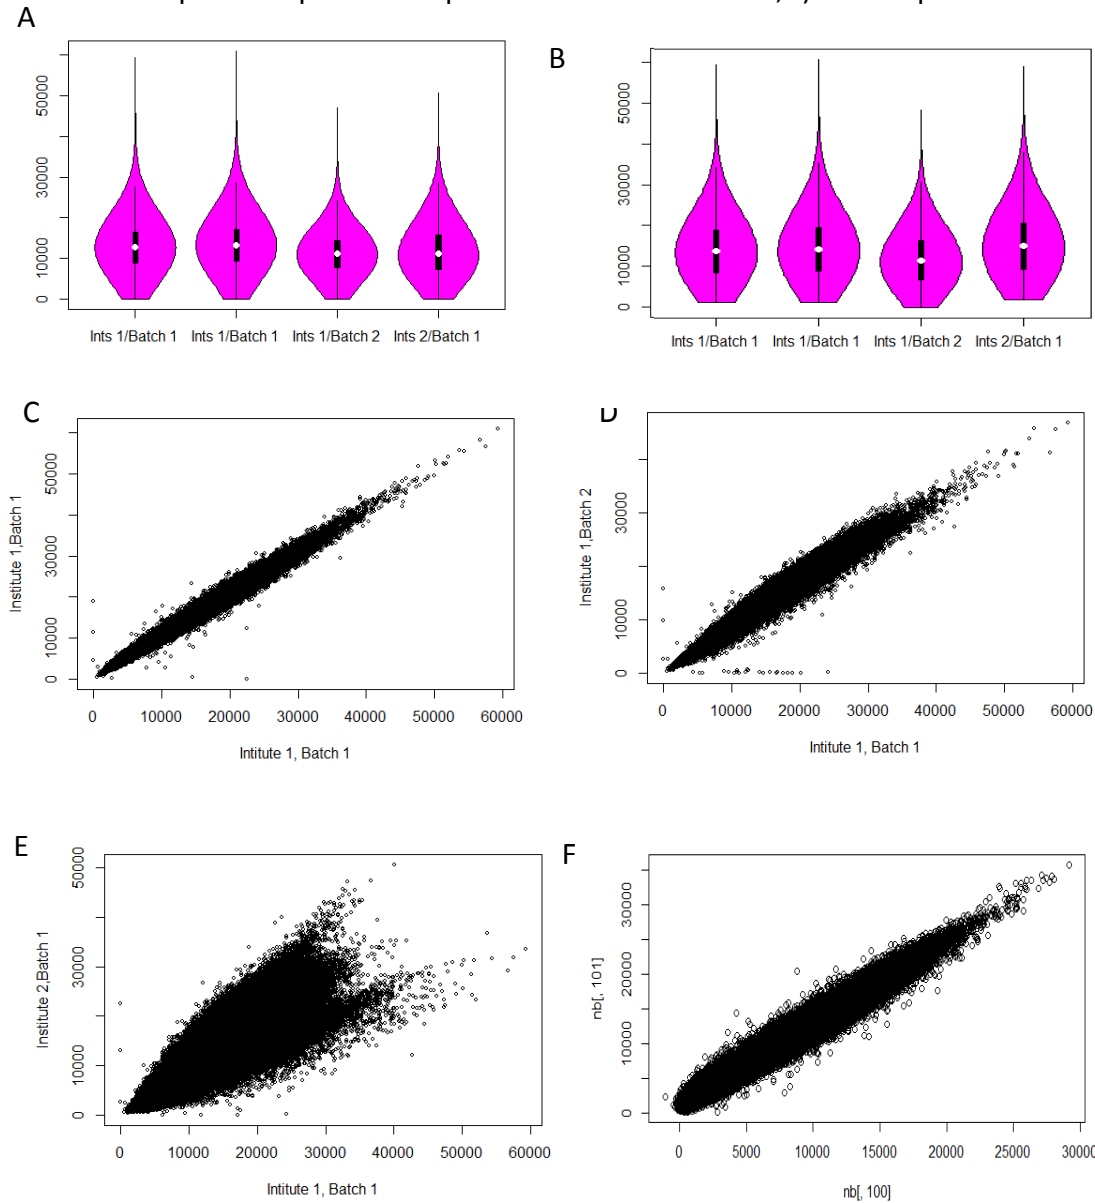 A
50000
30000
10000
0
Ints 1/Batch 1
Ints 1/Batch 1
Ints 1/Batch 2
Ints 2/Batch 1
B
50000
30000
10000
0
Ints 1/Batch 1
Ints 1/Batch 1
Ints 1/Batch 2
Ints 2/Batch 1
C
Institute 1,Batch 1
50000
30000
10000
0
0 10000 20000 30000 40000 50000 60000
Intitute 1, Batch 1
D
Institute 1,Batch 2
30000
10000
0
0 10000 20000 30000 40000 50000 60000
Intitute 1, Batch 1
E
Institute 2,Batch 1
50000
30000
10000
0
0 10000 20000 30000 40000 50000 60000
Intitute 1, Batch 1
F
nb[, 101]
30000
20000
10000
0
0 5000 10000 15000 20000 25000 30000
nb[, 100]